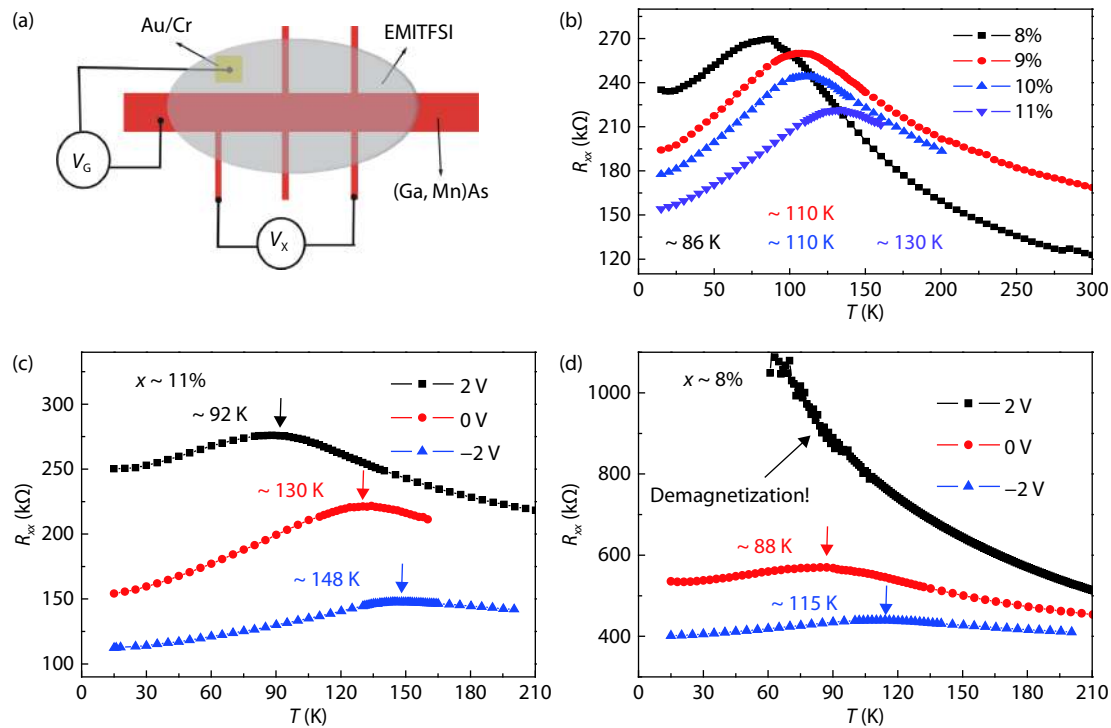 (a)
Au/Cr
EMITFSI
V_G
V_X
(Ga, Mn)As
(b)
270
240
210
180
150
120
R_xx (kΩ)
8%
9%
10%
11%
~ 110 K
~ 86 K
~ 110 K
~ 130 K
0 50 100 150 200 250 300
T (K)
(c)
x ~ 11%
350
300
250
200
150
100
R_xx (kΩ)
2 V
0 V
−2 V
~ 92 K
~ 130 K
~ 148 K
0 30 60 90 120 150 180 210
T (K)
(d)
x ~ 8%
1000
800
600
400
R_xx (kΩ)
2 V
0 V
−2 V
Demagnetization!
~ 88 K
~ 115 K
0 30 60 90 120 150 180 210
T (K)